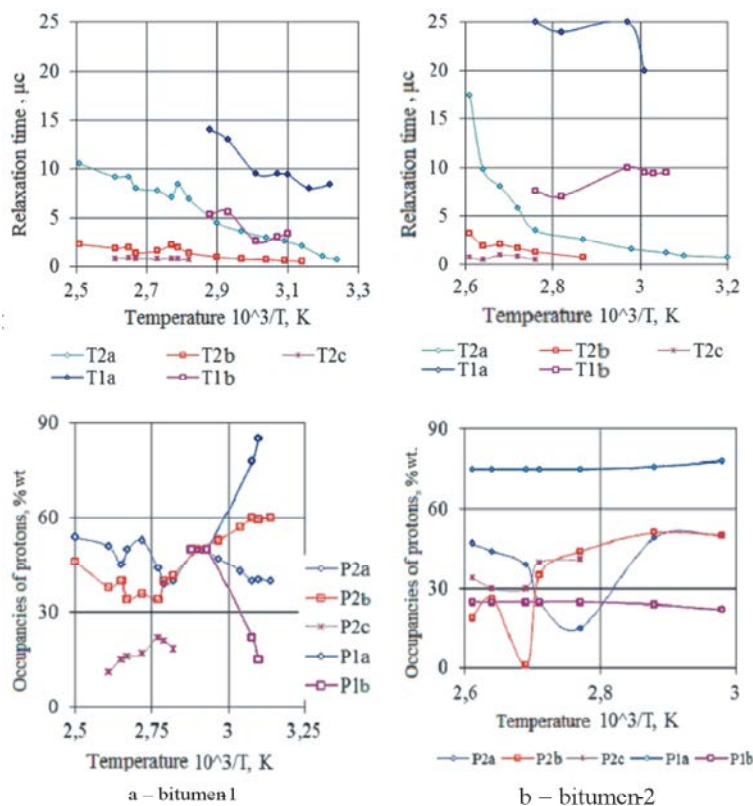 25
20
15
10
5
0
Relaxation time , µc
2,5 2,7 2,9 3,1 3,3
Temperature 10^3/T, K
T2a T2b T2c
T1a T1b
25
20
15
10
5
0
Relaxation time , µc
2,6 2,8 3 3,2
Temperature 10^3/T, K
T2a T2b T2c
T1a T1b
90
60
30
0
Occupancies of protons, %wt
P2a
P2b
P2c
P1a
P1b
2,5 2,75 3 3,25
Temperature 10^3/T, K
a – bitumen-1
90
60
30
0
Occupancies of protons, %wt.
2,6 2,8 3
Temperature 10^3/T, K
P2a P2b P2c P1a P1b
b – bitumen-2